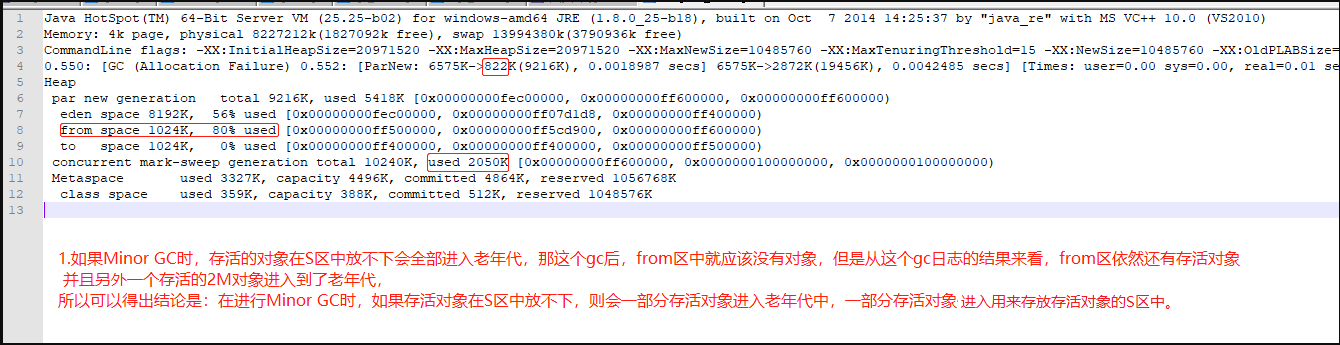 1 Java HotSpot(TM) 64-Bit Server VM (25.25-b02) for windows-amd64 JRE (1.8.0_25-b18), built on Oct  7 2014 14:25:37 by "java_re" with MS VC++ 10.0 (VS2010)
2 Memory: 4k page, physical 8227212k(1827092k free), swap 13994380k(3790936k free)
3 CommandLine flags: -XX:InitialHeapSize=20971520 -XX:MaxHeapSize=20971520 -XX:MaxNewSize=10485760 -XX:MaxTenuringThreshold=15 -XX:NewSize=10485760 -XX:OldPLABSize=
4 0.550: [GC (Allocation Failure) 0.552: [ParNew: 6575K->822K(9216K), 0.0018987 secs] 6575K->2872K(19456K), 0.0042485 secs] [Times: user=0.00 sys=0.00, real=0.01 se
5 Heap
6 par new generation   total 9216K, used 5418K [0x00000000fec00000, 0x00000000ff600000, 0x00000000ff600000)
7 eden space 8192K,  56% used [0x00000000fec00000, 0x00000000ff07d1d8, 0x00000000ff400000)
8 from space 1024K,  80% used [0x00000000ff500000, 0x00000000ff5cd900, 0x00000000ff600000)
9 to   space 1024K,   0% used [0x00000000ff400000, 0x00000000ff400000, 0x00000000ff500000)
10 concurrent mark-sweep generation total 10240K, used 2050K [0x00000000ff600000, 0x0000000100000000, 0x0000000100000000)
11 Metaspace       used 3327K, capacity 4496K, committed 4864K, reserved 1056768K
12 class space    used 359K, capacity 388K, committed 512K, reserved 1048576K
13
1.如果Minor GC时，存活的对象在S区中放不下会全部进入老年代，那这个gc后，from区中就应该没有对象，但是从这个gc日志的结果来看，from区依然还有存活对象
并且另外一个存活的2M对象进入到了老年代，
所以可以得出结论是：在进行Minor GC时，如果存活对象在S区中放不下，则会一部分存活对象进入老年代中，一部分存活对象 进入用来存放存活对象的S区中。